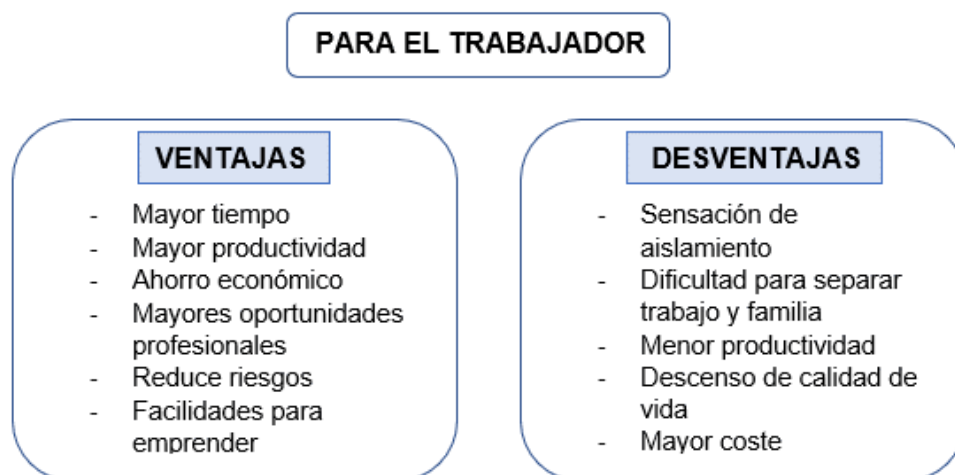 PARA EL TRABAJADOR
VENTAJAS
- Mayor tiempo
- Mayor productividad
- Ahorro económico
- Mayores oportunidades
profesionales
- Reduce riesgos
- Facilidades para
emprender
DESVENTAJAS
- Sensación de
aislamiento
- Dificultad para separar
trabajo y familia
- Menor productividad
- Descenso de calidad de
vida
- Mayor coste